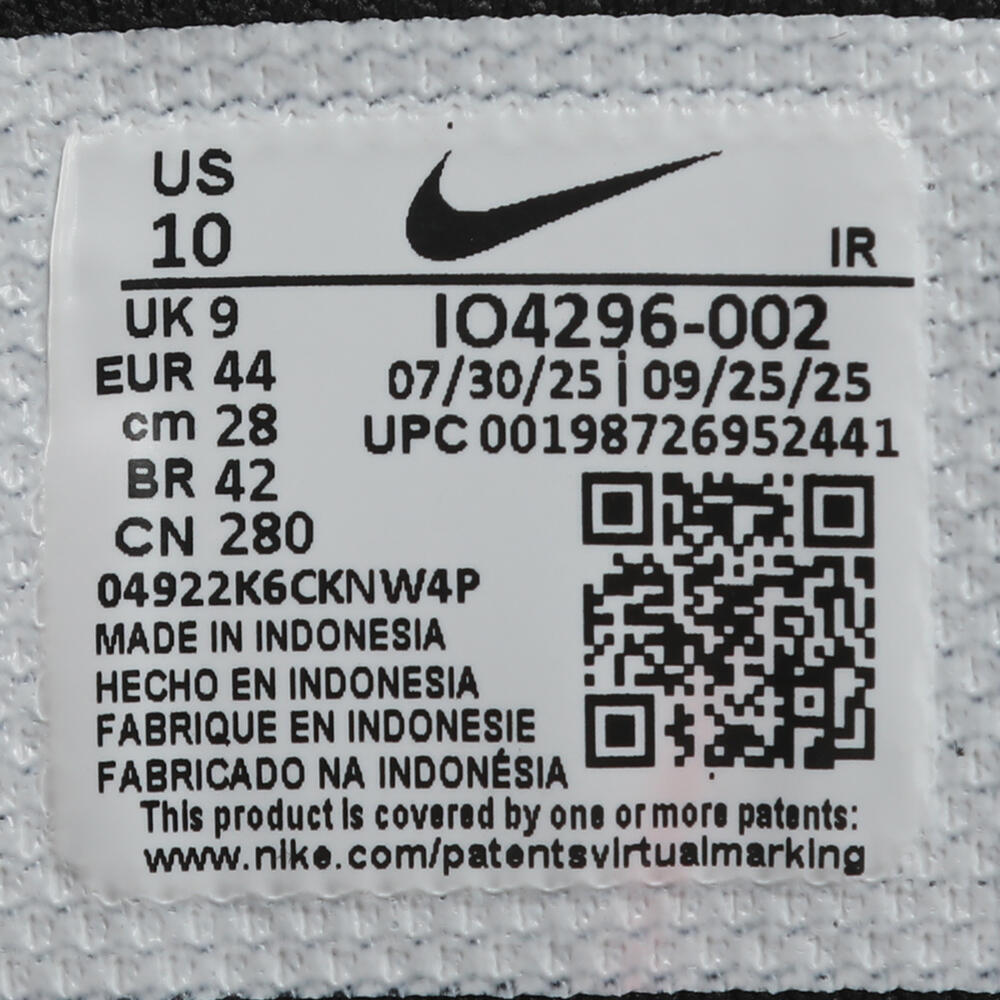 US
10
IR
UK 9
EUR 44
cm 28
BR 42
CN 280
IO4296-002
07/30/25 | 09/25/25
UPC 00198726952441
04922K6CKNW4P
MADE IN INDONESIA
HECHO EN INDONESIA
FABRIQUE EN INDONESIE
FABRICADO NA INDONÉSIA
This product is covered by one or more patents:
www.nike.com/patentsvirtualmarking